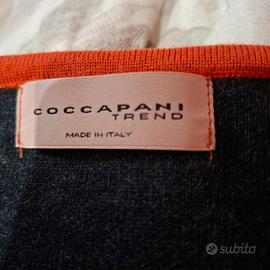 COCCAPANI
TREND
MADE IN ITALY
subito